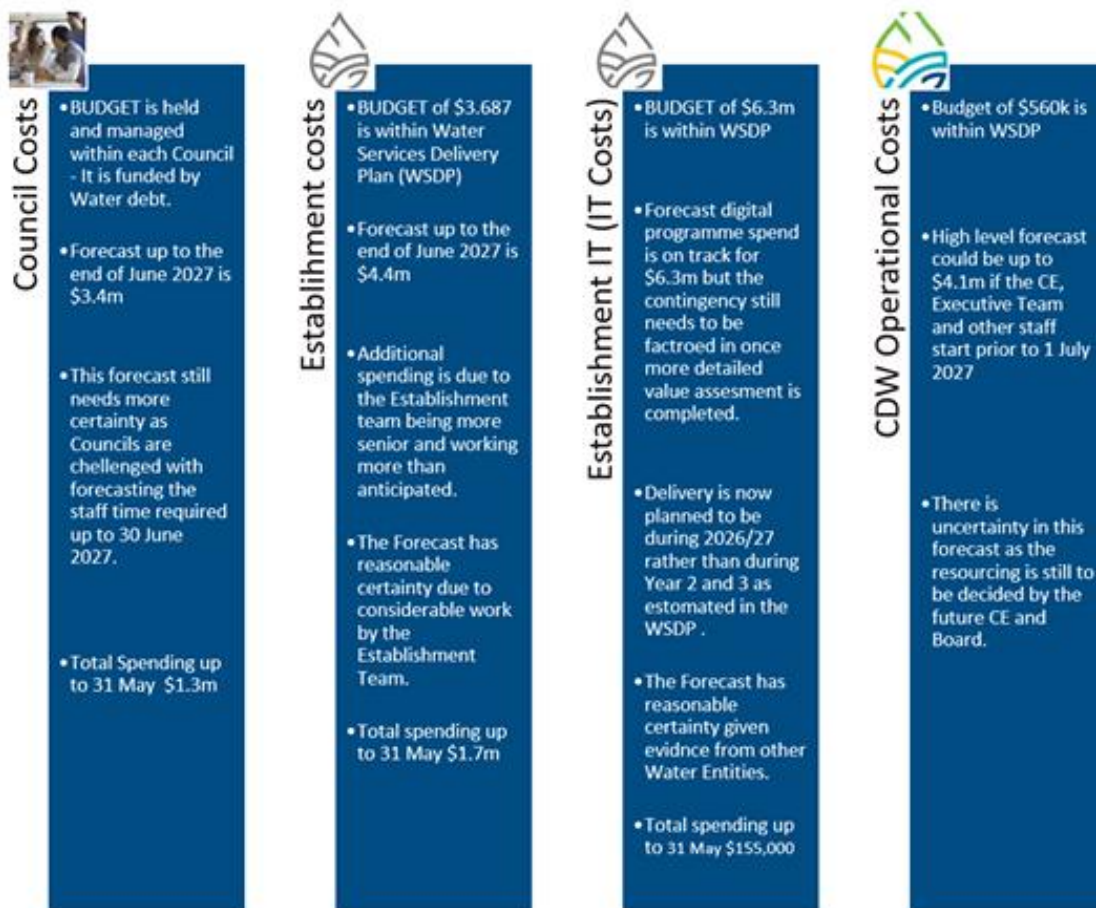 Council Costs
•BUDGET is held
and managed
within each Council
- It is funded by
Water debt.
•Forecast up to the
end of June 2027 is
$3.4m
•This forecast still
needs more
certainty as
Councils are
chellenged with
forecasting the
staff time required
up to 30 June
2027.
•Total Spending up
to 31 May $1.3m
Establihment costs
•BUDGET of $3.687
is within Water
Services Delivery
Plan (WSDP)
•Forecast up to the
end of June 2027 is
$4.4m
•Additional
spending is due to
the Establishment
team being more
senior and working
more than
anticipated.
•The Forecast has
reasonable
certainty due to
considerable work
by the
Establishment
Team.
•Total spending up
to 31 May $1.7m
Establishment IT (IT Costs)
•BUDGET of $6.3m
is within WSDP
•Forecast digital
programme spend
is on track for
$6.3m but the
contingency still
needs to be
factroed in once
more detailed
value assesment is
completed.
•Delivery is now
planned to be
during 2026/27
rather than during
Year 2 and 3 as
estomated in the
WSDP .
•The Forecast has
reasonable
certainty given
evidnce from other
Water Entities.
•Total spending up
to 31 May $155,000
CDW Operational Costs
•Budget of $560k is
within WSDP
•High level forecast
could be up to
$4.1m if the CE,
Executive Team
and other staff
start prior to 1 July
2027
•There is
uncertainty in this
forecast as the
resourcing is still to
be decided by the
future CE and
Board.